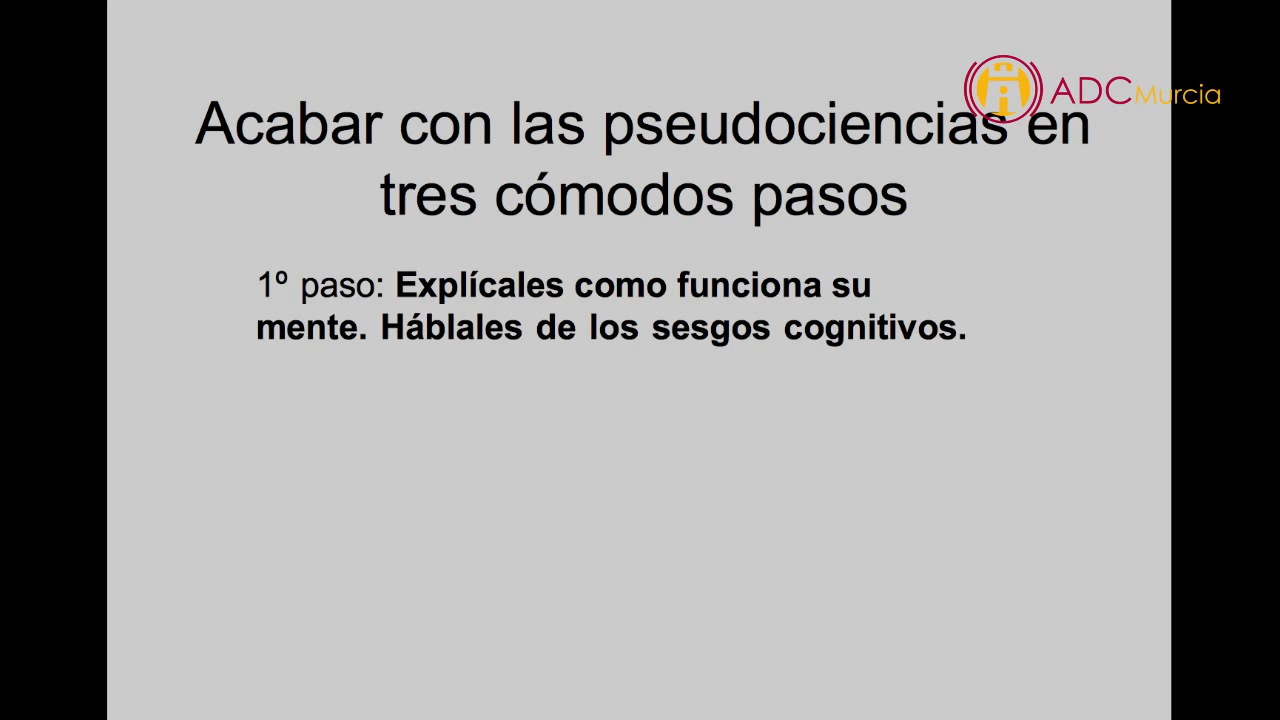 ADCMurcia
Acabar con las pseudociencias en
tres cómodos pasos
1º paso: Explícales como funciona su
mente. Háblales de los sesgos cognitivos.